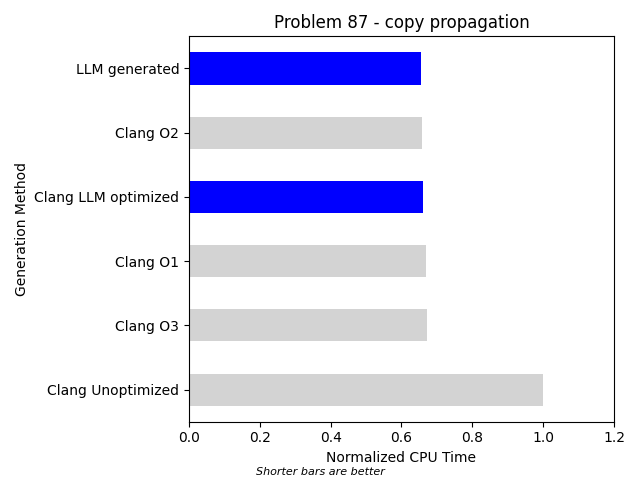 Problem 87 - copy propagation
LLM generated
Clang O2
Clang LLM optimized
Clang O1
Clang O3
Clang Unoptimized
Generation Method
0.0 0.2 0.4 0.6 0.8 1.0 1.2
Normalized CPU Time
Shorter bars are better